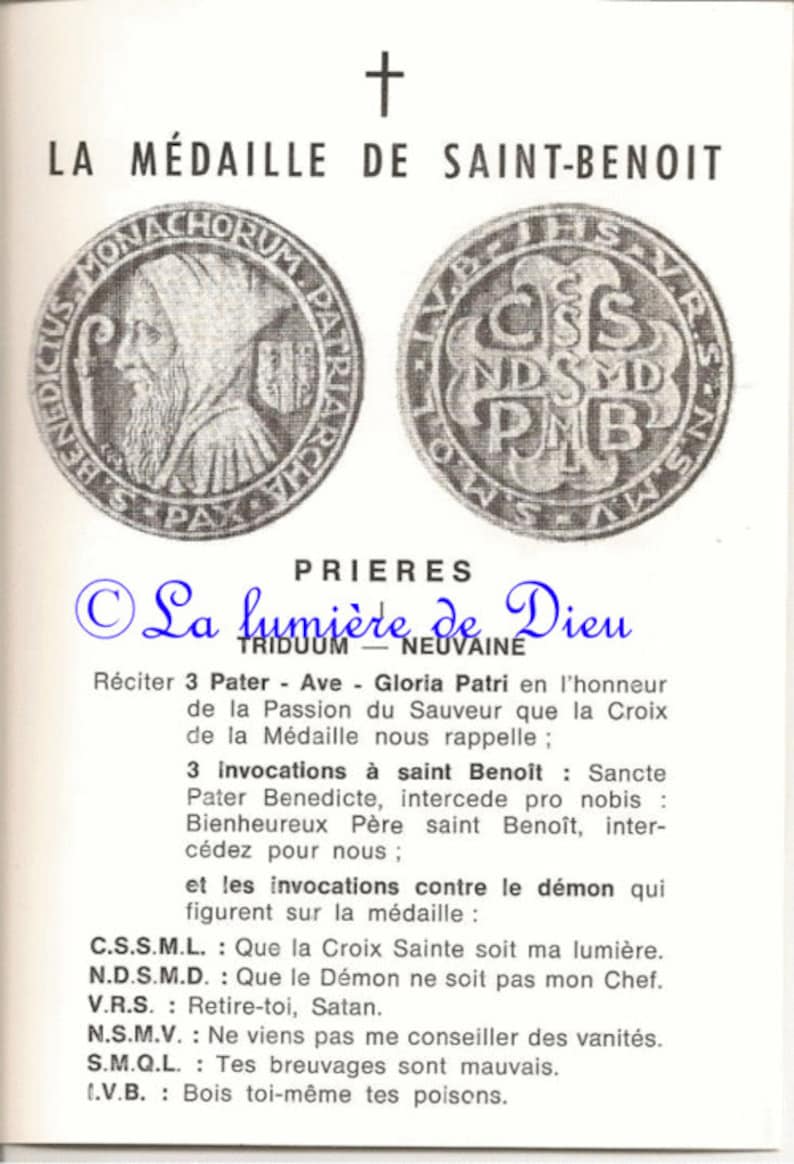 LA MÉDAILLE DE SAINT-BENOIT
S. BENEDICTUS. MONACHORUM. PATRIARCHA. PAX
I.V.B - IHS - V.R.S - N.S.M.V - S.M.Q.L
C S
C S S M L
N D S M D
P B
PRIERES
I
© La lumière de Dieu
TRIDUUM — NEUVAINE
Réciter 3 Pater - Ave - Gloria Patri en l'honneur
de la Passion du Sauveur que la Croix
de la Médaille nous rappelle ;
3 invocations à saint Benoît : Sancte
Pater Benedicte, intercede pro nobis :
Bienheureux Père saint Benoît, inter-
cédez pour nous ;
et les invocations contre le démon qui
figurent sur la médaille :
C.S.S.M.L. : Que la Croix Sainte soit ma lumière.
N.D.S.M.D. : Que le Démon ne soit pas mon Chef.
V.R.S. : Retire-toi, Satan.
N.S.M.V. : Ne viens pas me conseiller des vanités.
S.M.Q.L. : Tes breuvages sont mauvais.
I.V.B. : Bois toi-même tes poisons.